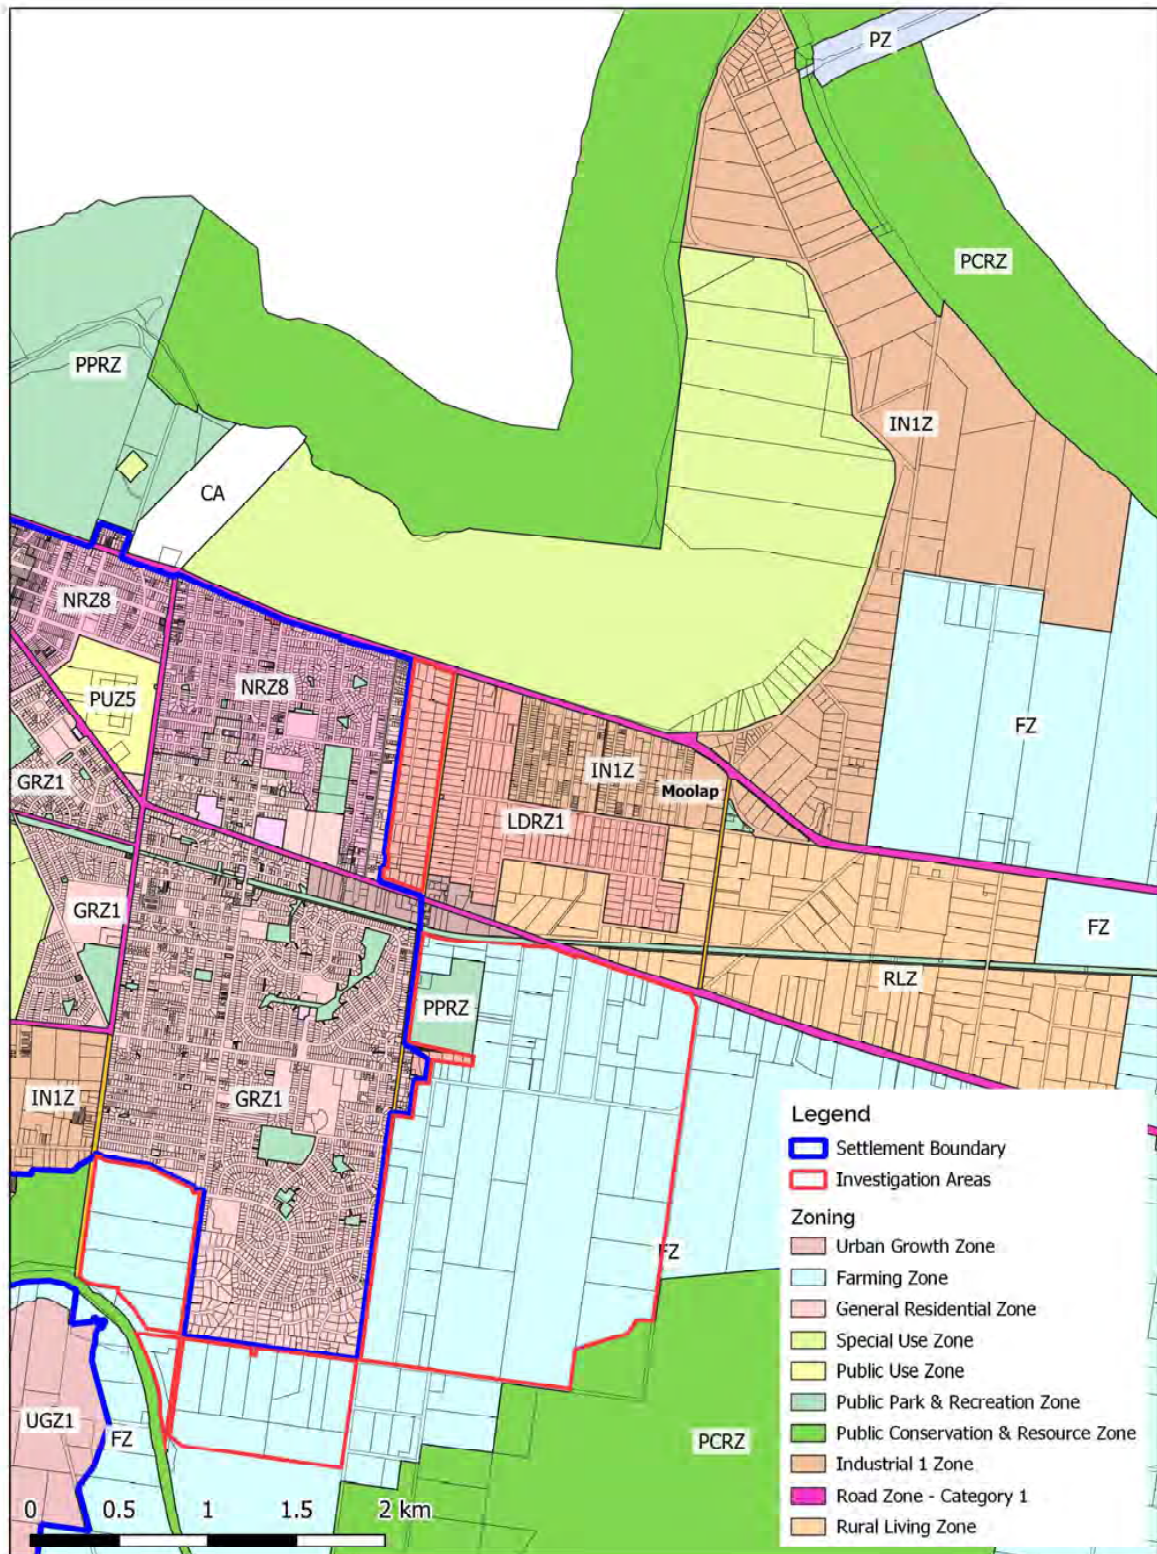 PZ
PCRZ
PPRZ
IN1Z
CA
NRZ8
NRZ8
PUZ5
FZ
GRZ1
IN1Z
Moolap
LDRZ1
GRZ1
FZ
RLZ
PPRZ
IN1Z
GRZ1
FZ
UGZ1
FZ
PCRZ
Legend
Settlement Boundary
Investigation Areas
Zoning
Urban Growth Zone
Farming Zone
General Residential Zone
Special Use Zone
Public Use Zone
Public Park & Recreation Zone
Public Conservation & Resource Zone
Industrial 1 Zone
Road Zone - Category 1
Rural Living Zone
0 0.5 1 1.5 2 km